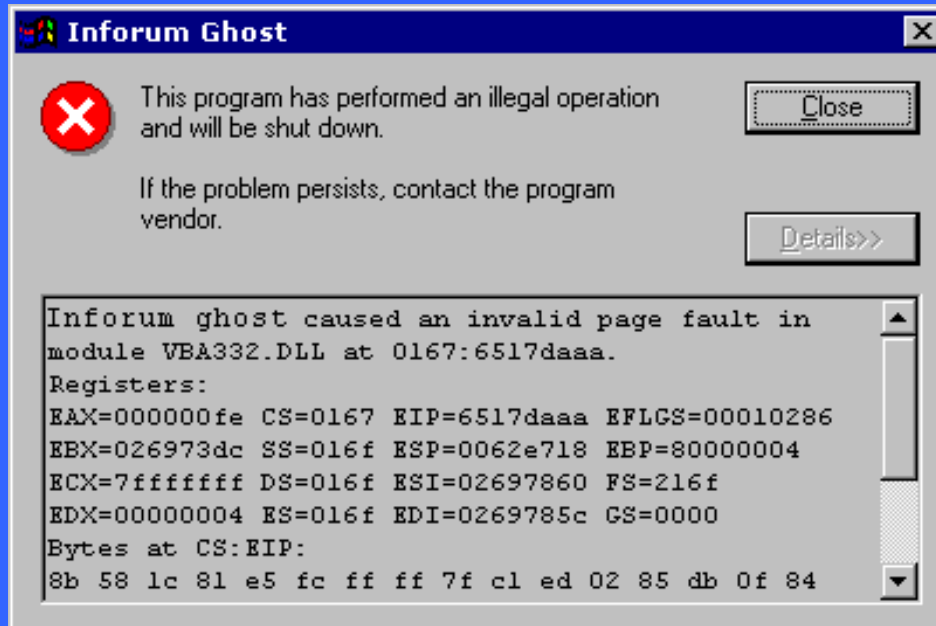 Inforum Ghost
This program has performed an illegal operation
and will be shut down.
Close
If the problem persists, contact the program
vendor.
Details>>
Inforum ghost caused an invalid page fault in
module VBA332.DLL at 0167:6517daaa.
Registers:
EAX=000000fe CS=0167 EIP=6517daaa EFLGS=00010286
EBX=026973dc SS=016f ESP=0062e718 EBP=80000004
ECX=7fffffff DS=016f ESI=02697860 FS=216f
EDX=00000004 ES=016f EDI=0269785c GS=0000
Bytes at CS:EIP:
8b 58 1c 81 e5 fc ff ff 7f c1 ed 02 85 db 0f 84